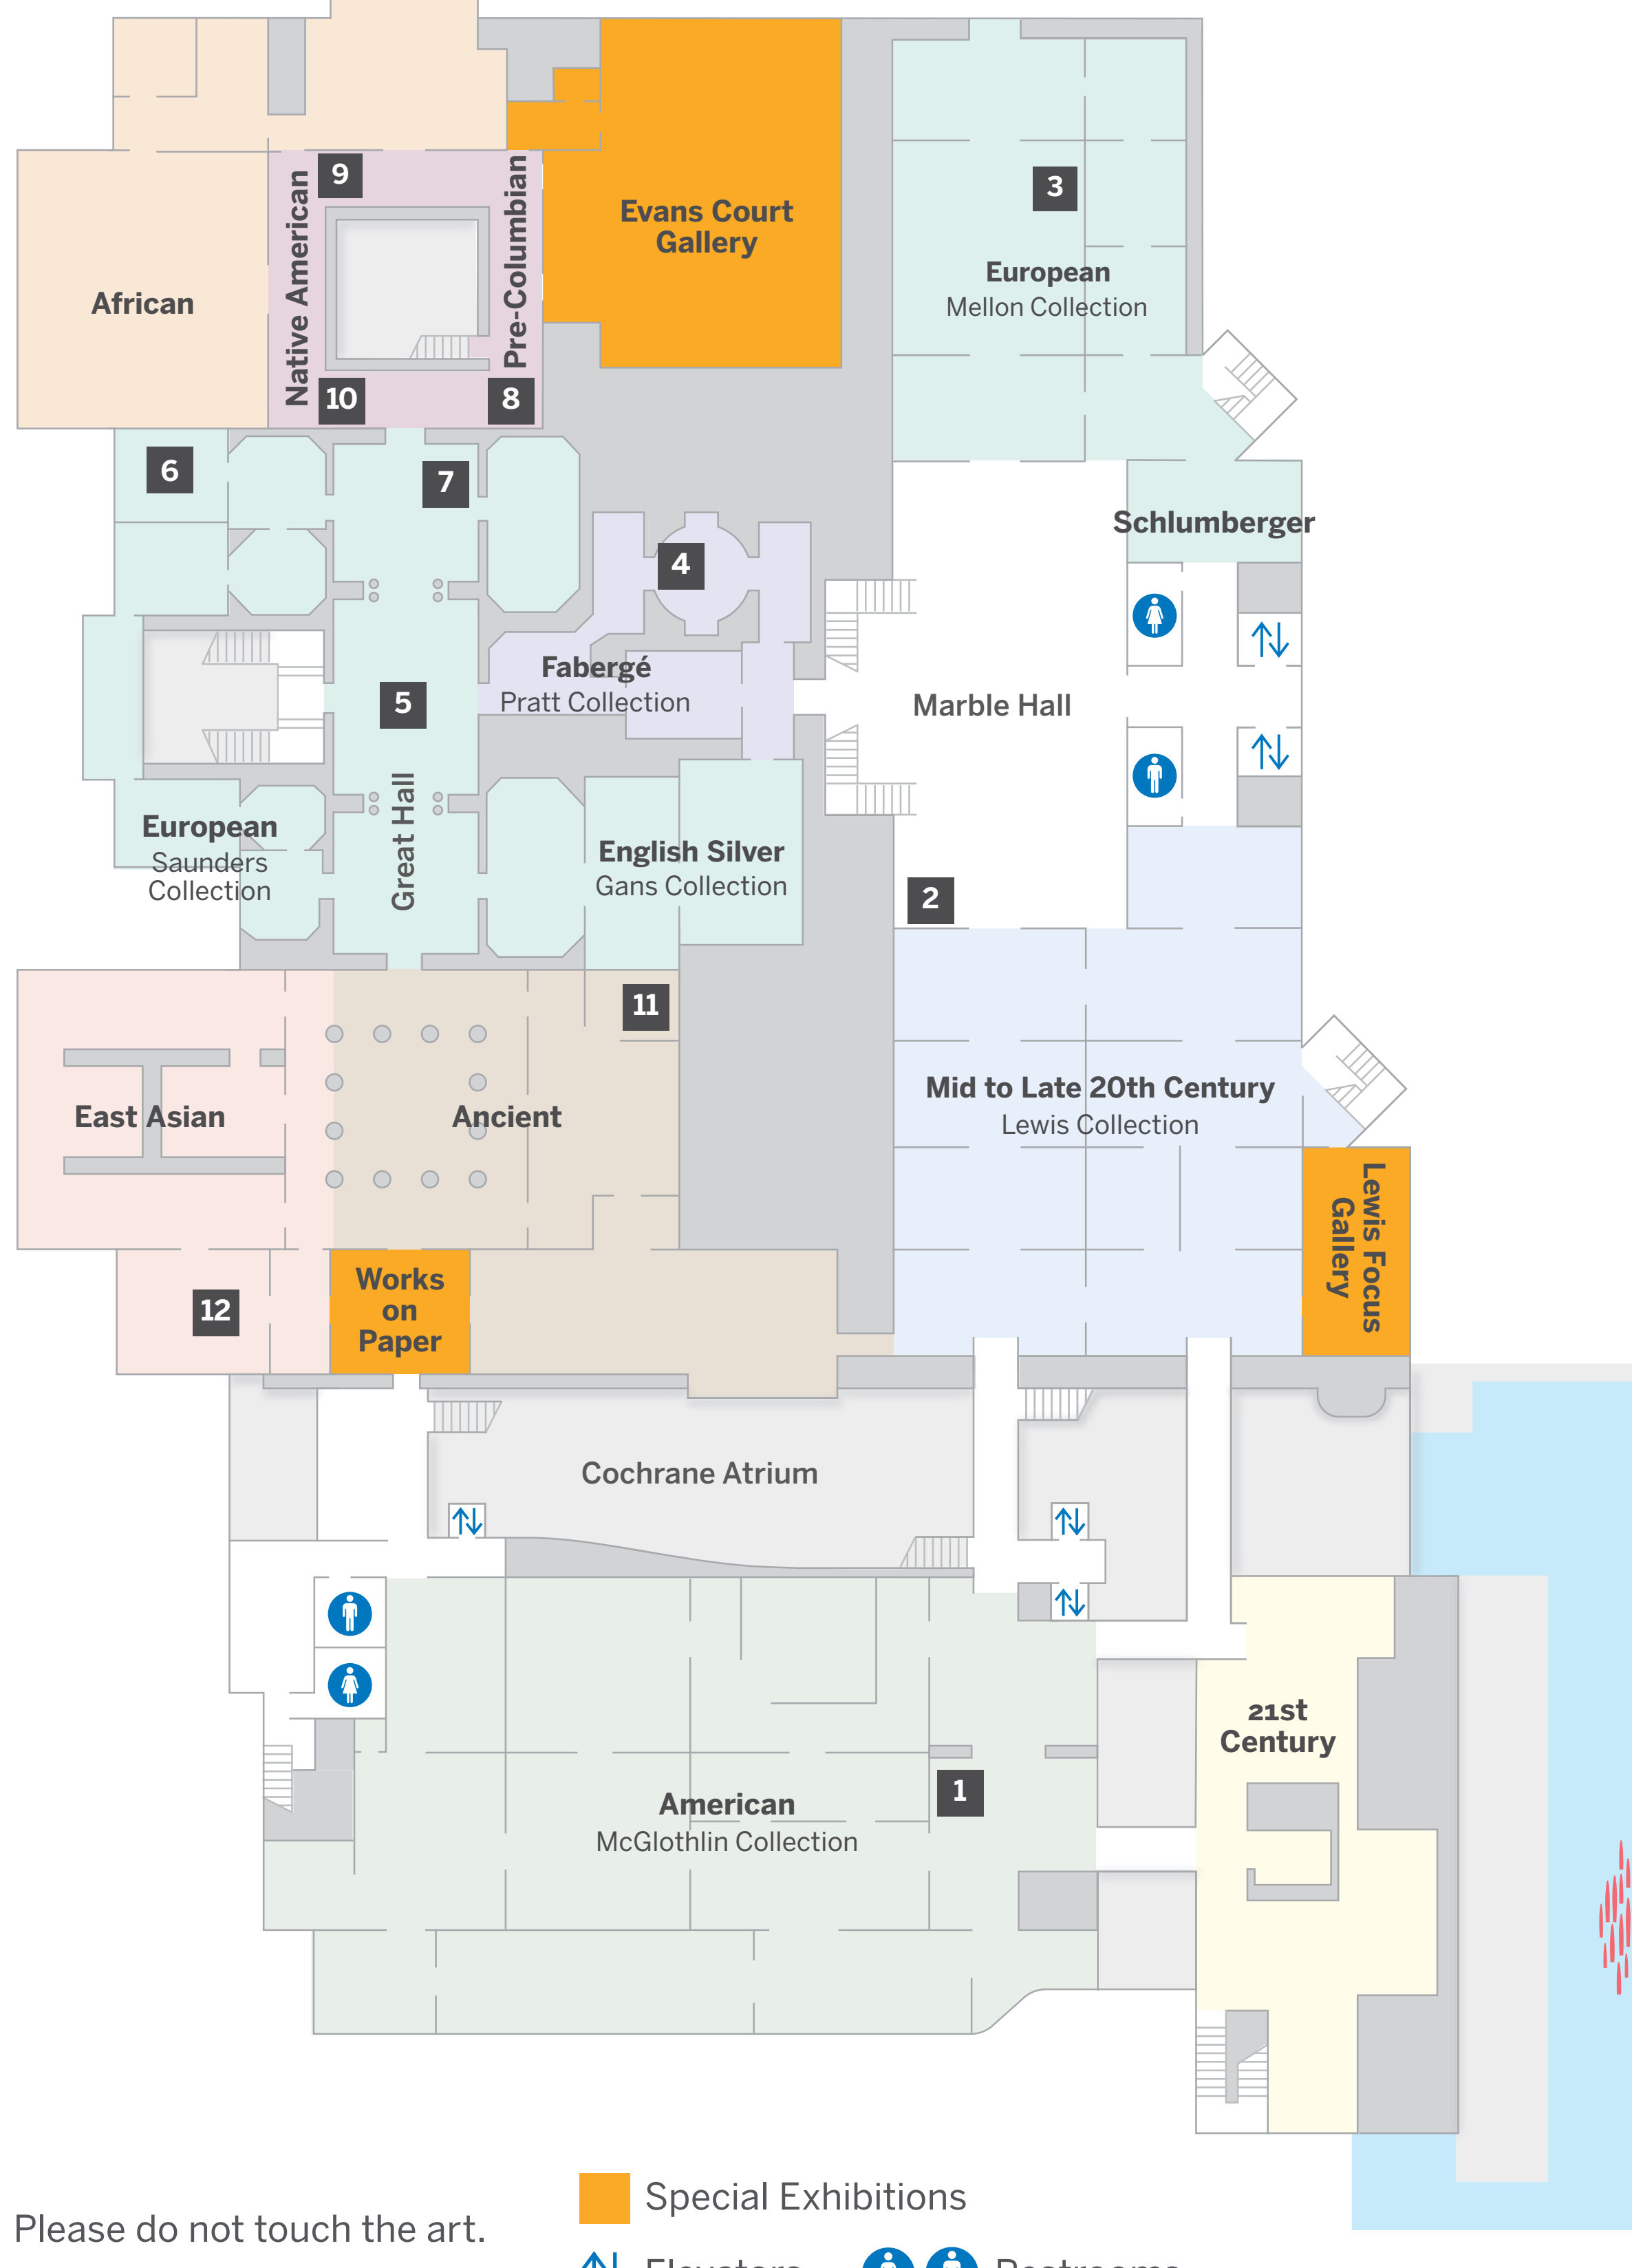 9
Native American
Pre-Columbian
Evans Court
Gallery
3
European
Mellon Collection
African
10
8
6
7
4
Schlumberger
Fabergé
Pratt Collection
5
Marble Hall
Great Hall
European
Saunders
Collection
English Silver
Gans Collection
2
11
East Asian
Ancient
Mid to Late 20th Century
Lewis Collection
Lewis Focus
Gallery
Works
on
Paper
12
Cochrane Atrium
21st
Century
1
American
McGlothlin Collection
Special Exhibitions
Please do not touch the art.
Elevators
Restrooms